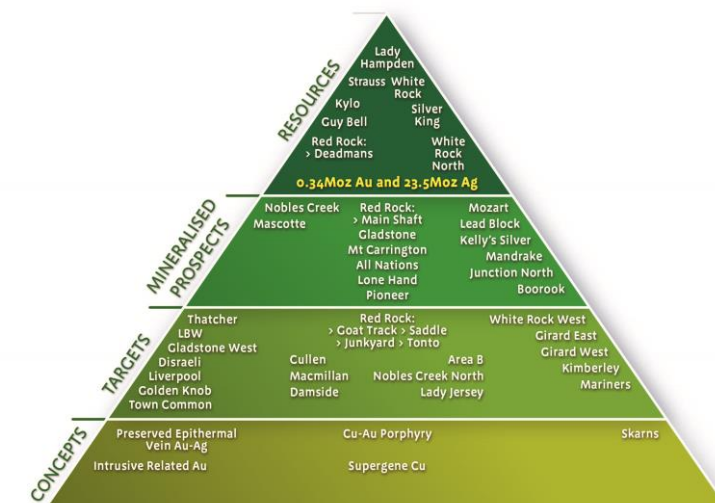 RESOURCES
Lady
Hampden
Strauss
White
Rock
Kylo
Silver
King
Guy Bell
Red Rock:
> Deadmans
White
Rock
North
0.34Moz Au and 23.5Moz Ag
MINERALISED
PROSPECTS
Nobles Creek
Mascotte
Red Rock:
> Main Shaft
Gladstone
Mt Carrington
All Nations
Lone Hand
Pioneer
Mozart
Lead Block
Kelly's Silver
Mandrake
Junction North
Boorook
TARGETS
Thatcher
LBW
Gladstone West
Disraeli
Liverpool
Golden Knob
Town Common
Red Rock:
> Goat Track > Saddle
> Junkyard > Tonto
Cullen
Macmillan
Damside
Area B
Nobles Creek North
Lady Jersey
White Rock West
Girard East
Girard West
Kimberley
Mariners
CONCEPTS
Preserved Epithermal
Vein Au-Ag
Intrusive Related Au
Cu-Au Porphyry
Supergene Cu
Skarns